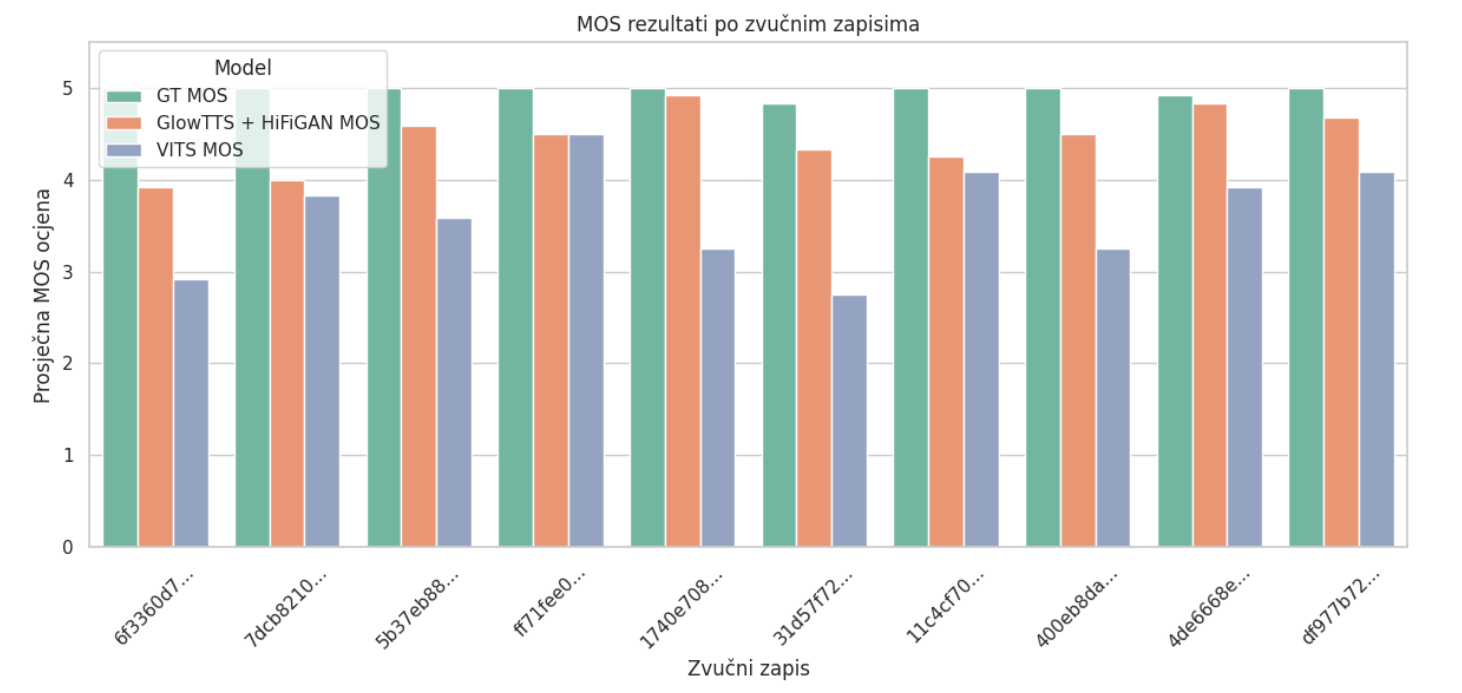 MOS rezultati po zvučnim zapisima
Model
GT MOS
GlowTTS + HiFiGAN MOS
VITS MOS
Prosječna MOS ocjena
5
4
3
2
1
0
6f3360d7...
7dcb8210...
5b37eb88...
ff71fee0...
1740e708...
31d57f72...
11c4cf70...
400eb8da...
4de6668e...
df977b72...
Zvučni zapis